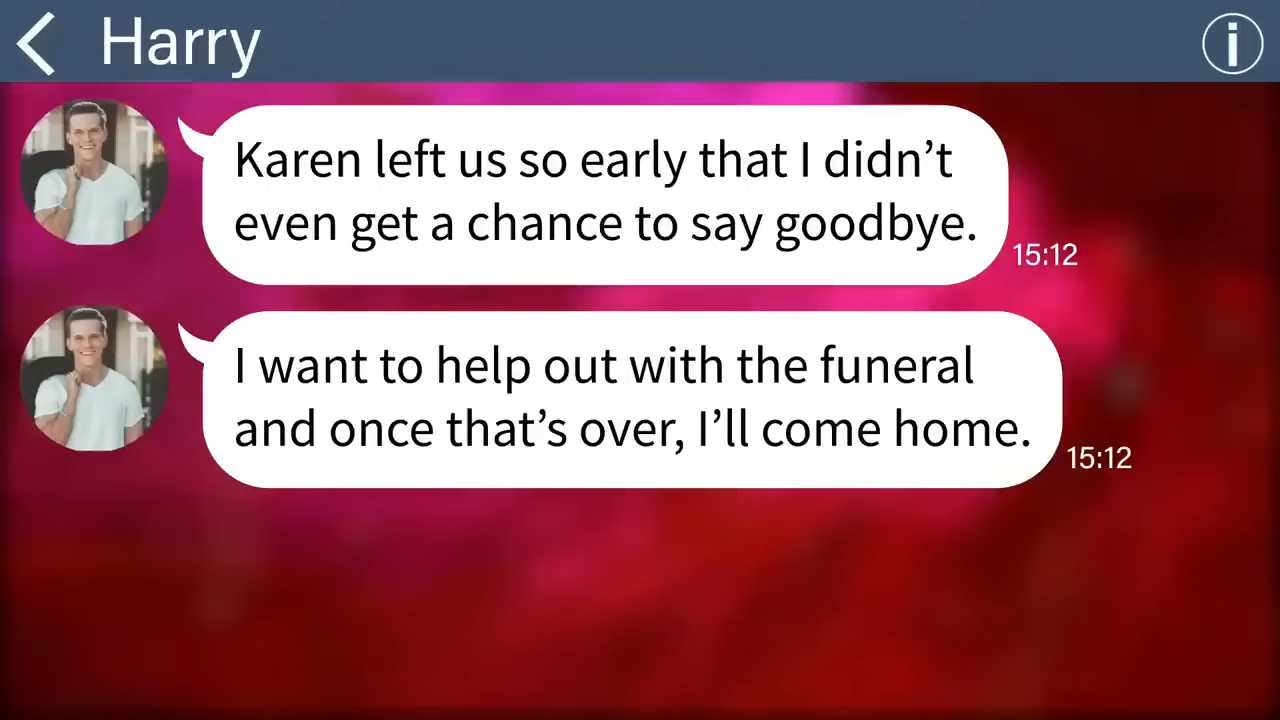 Harry
Karen left us so early that I didn’t
even get a chance to say goodbye.
15:12
I want to help out with the funeral
and once that’s over, I’ll come home.
15:12